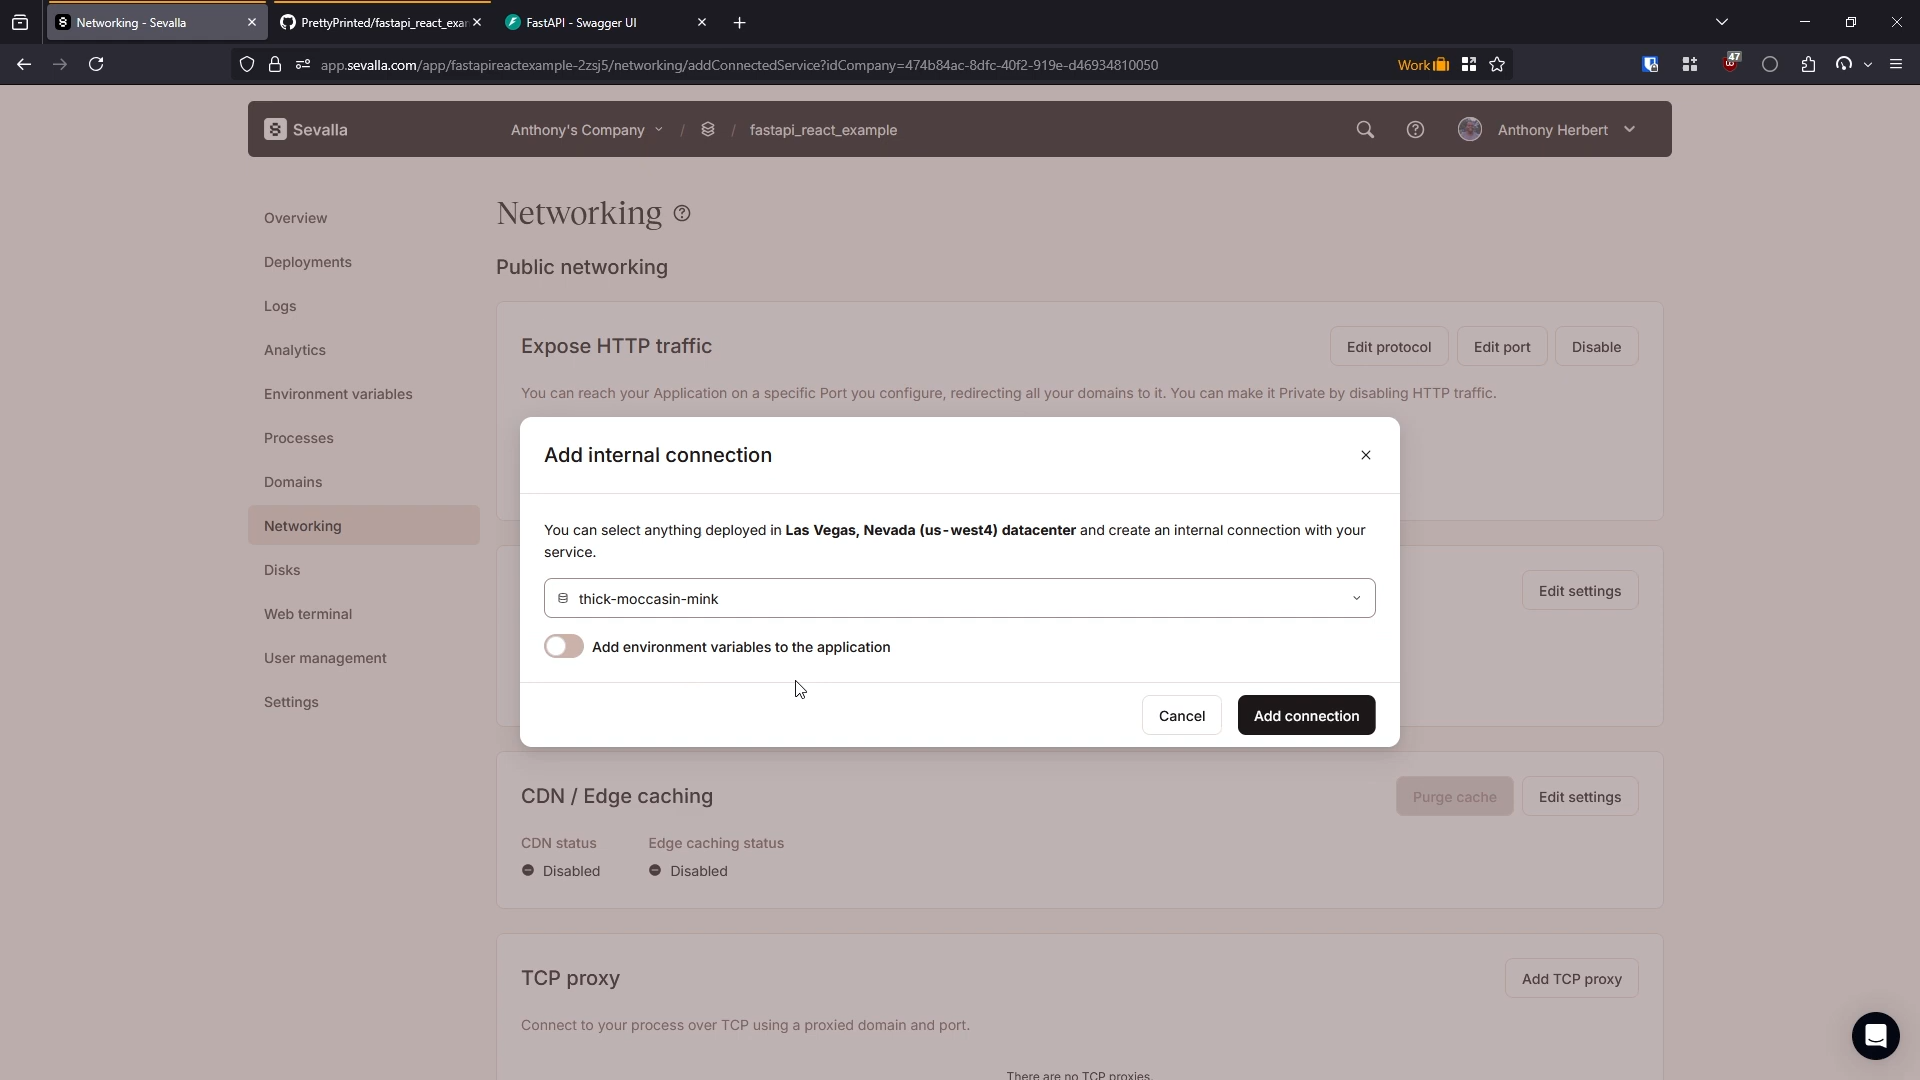 Networking - Sevalla
PrettyPrinted/fastapi_react_exan
FastAPI - Swagger UI
app.sevalla.com/app/fastapireactexample-2zsj5/networking/addConnectedService?idCompany=474b84ac-8dfc-40f2-919e-d46934810050
Work
47
Sevalla
Anthony's Company / / fastapi_react_example
Anthony Herbert
Overview
Deployments
Logs
Analytics
Environment variables
Processes
Domains
Networking
Disks
Web terminal
User management
Settings
Networking
Public networking
Expose HTTP traffic
Edit protocol
Edit port
Disable
You can reach your Application on a specific Port you configure, redirecting all your domains to it. You can make it Private by disabling HTTP traffic.
Add internal connection
You can select anything deployed in Las Vegas, Nevada (us-west4) datacenter and create an internal connection with your
service.
thick-moccasin-mink
Add environment variables to the application
Cancel
Add connection
Edit settings
CDN / Edge caching
Purge cache
Edit settings
CDN status
Edge caching status
Disabled
Disabled
TCP proxy
Add TCP proxy
Connect to your process over TCP using a proxied domain and port.
There are no TCP proxies.